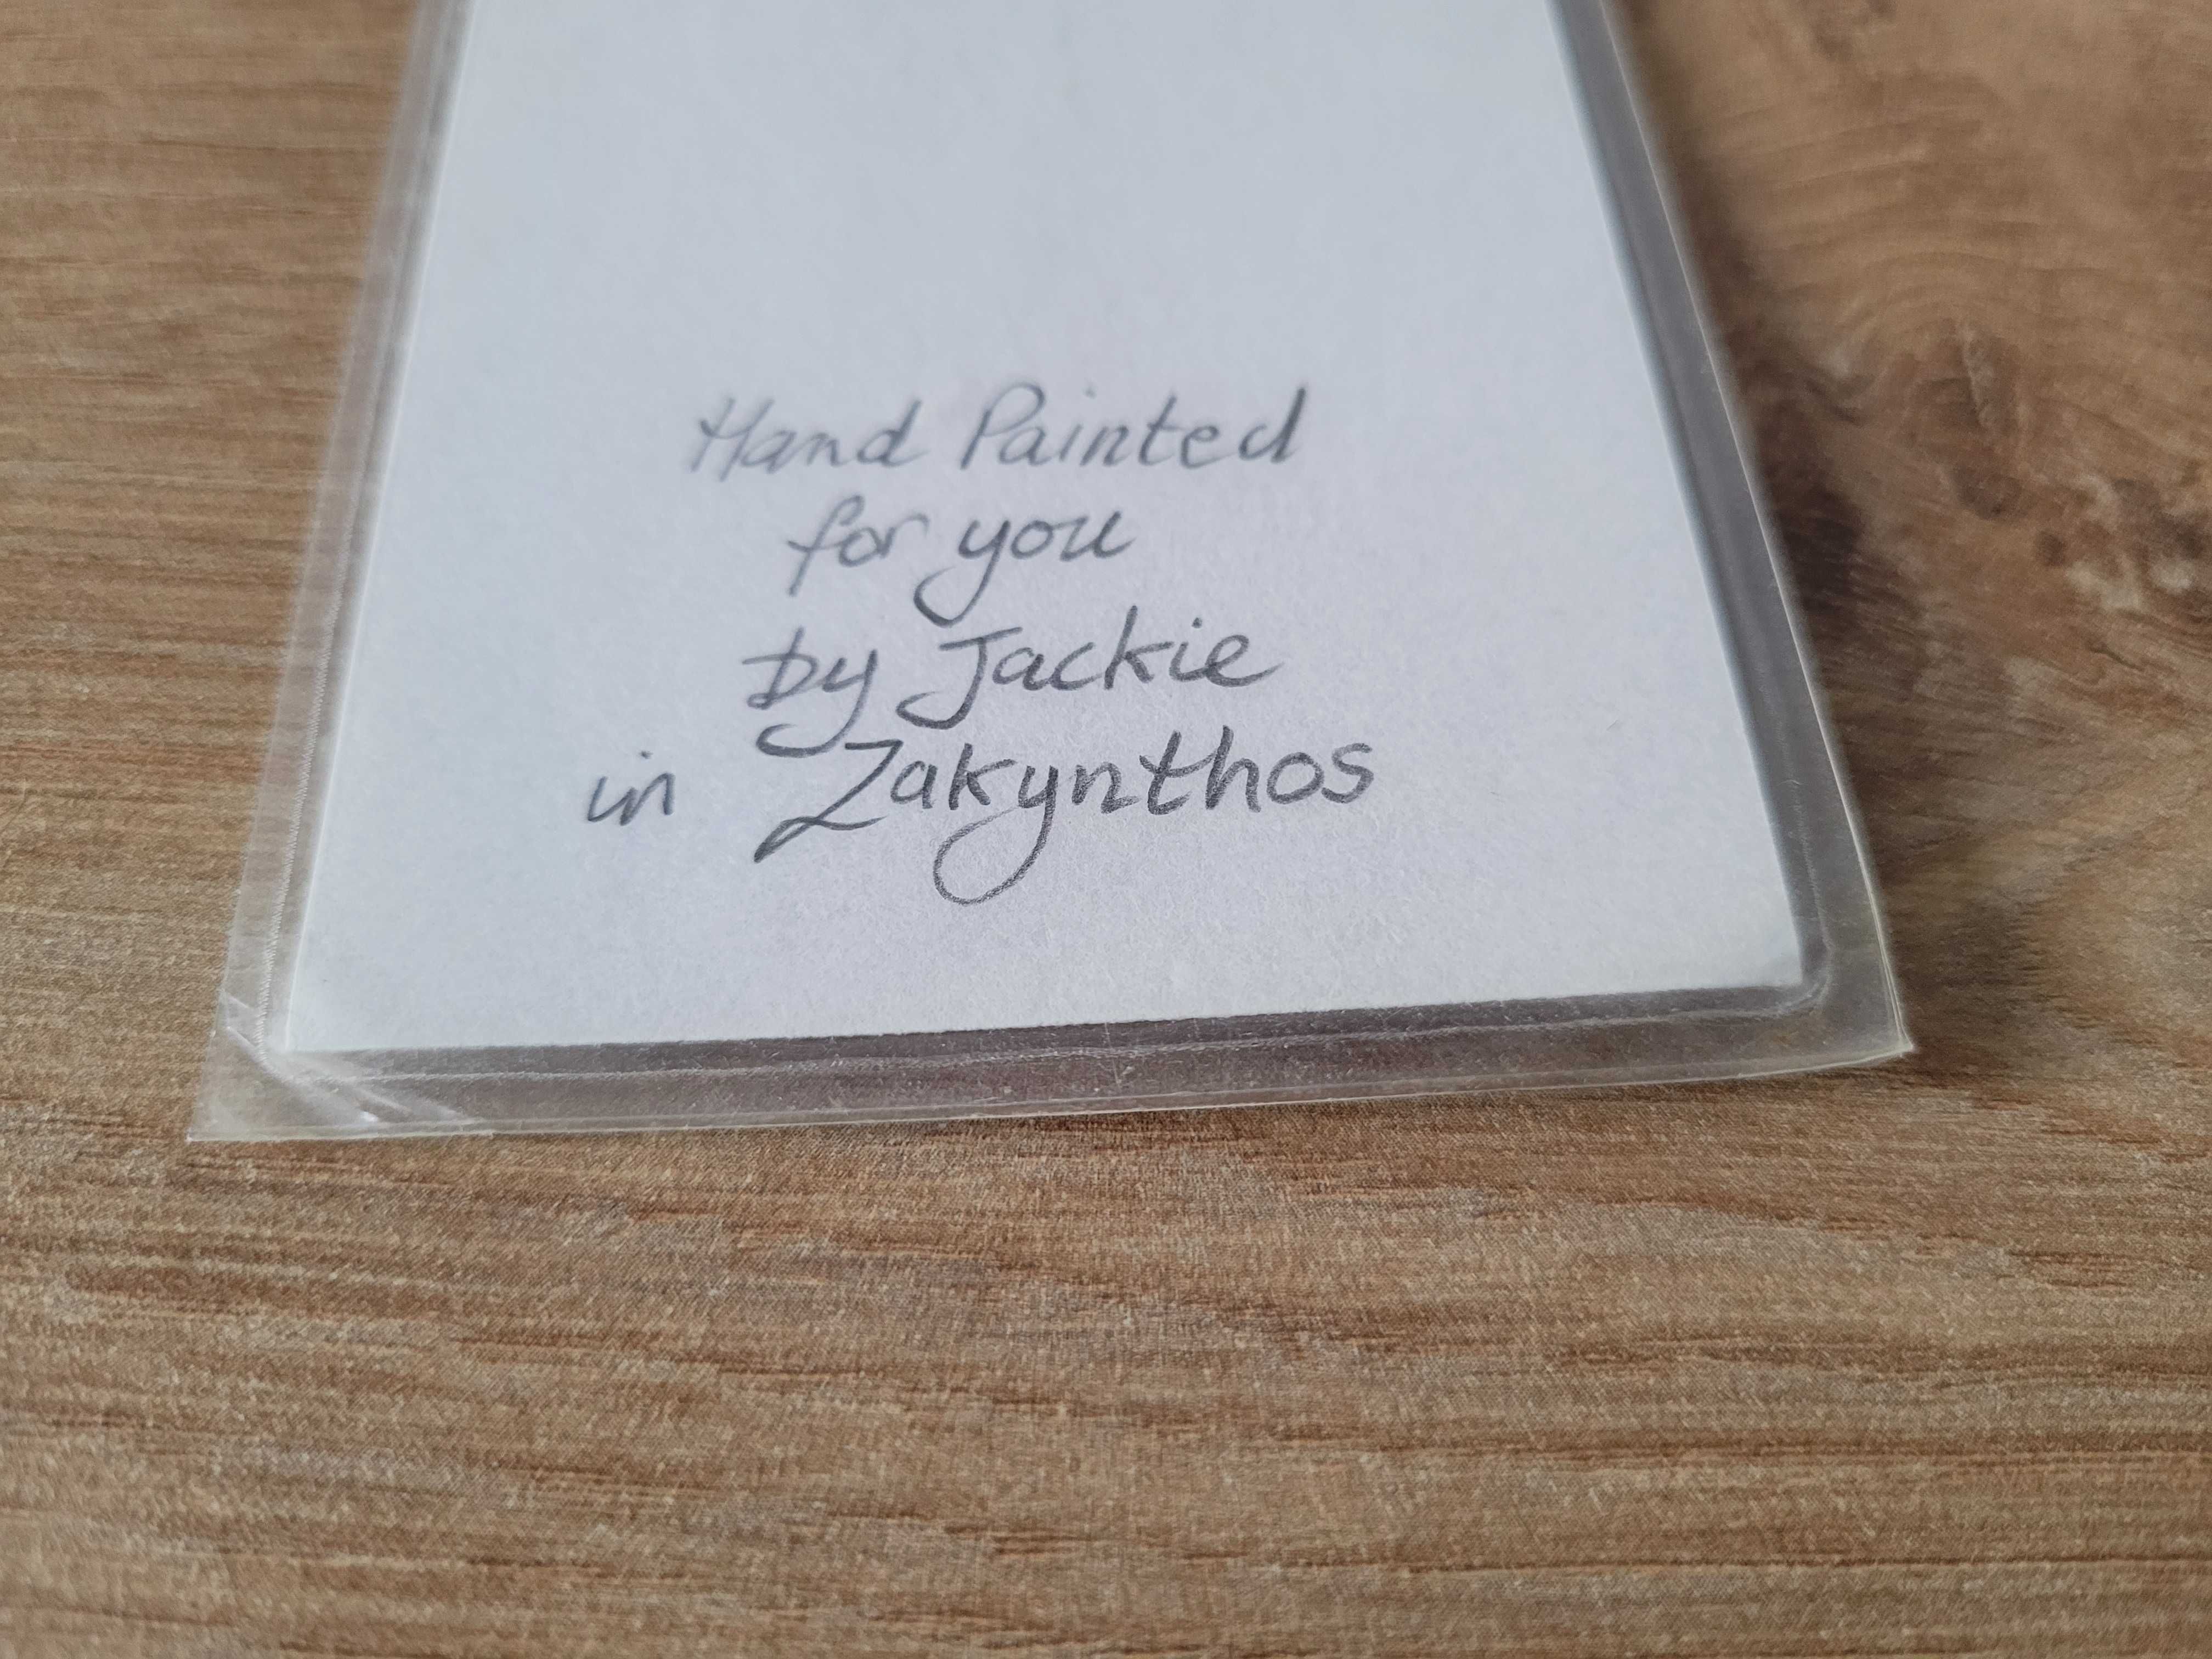 Hand Painted
for you
by Jackie
in Zakynthos